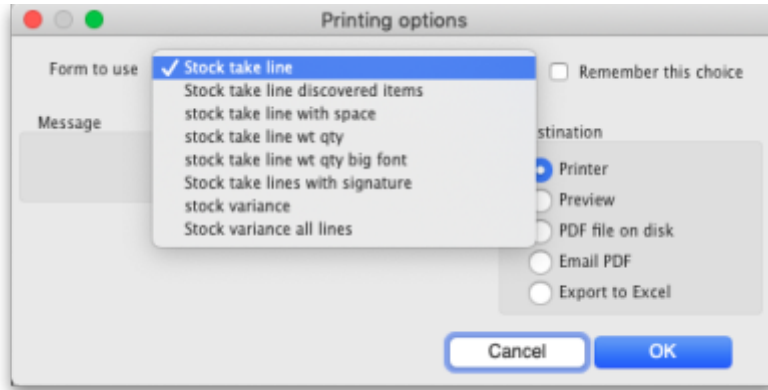 Printing options
Form to use
✓ Stock take line
Stock take line discovered items
stock take line with space
stock take line wt qty
stock take line wt qty big font
Stock take lines with signature
stock variance
Stock variance all lines
Remember this choice
Message
stination
Printer
Preview
PDF file on disk
Email PDF
Export to Excel
Cancel
OK